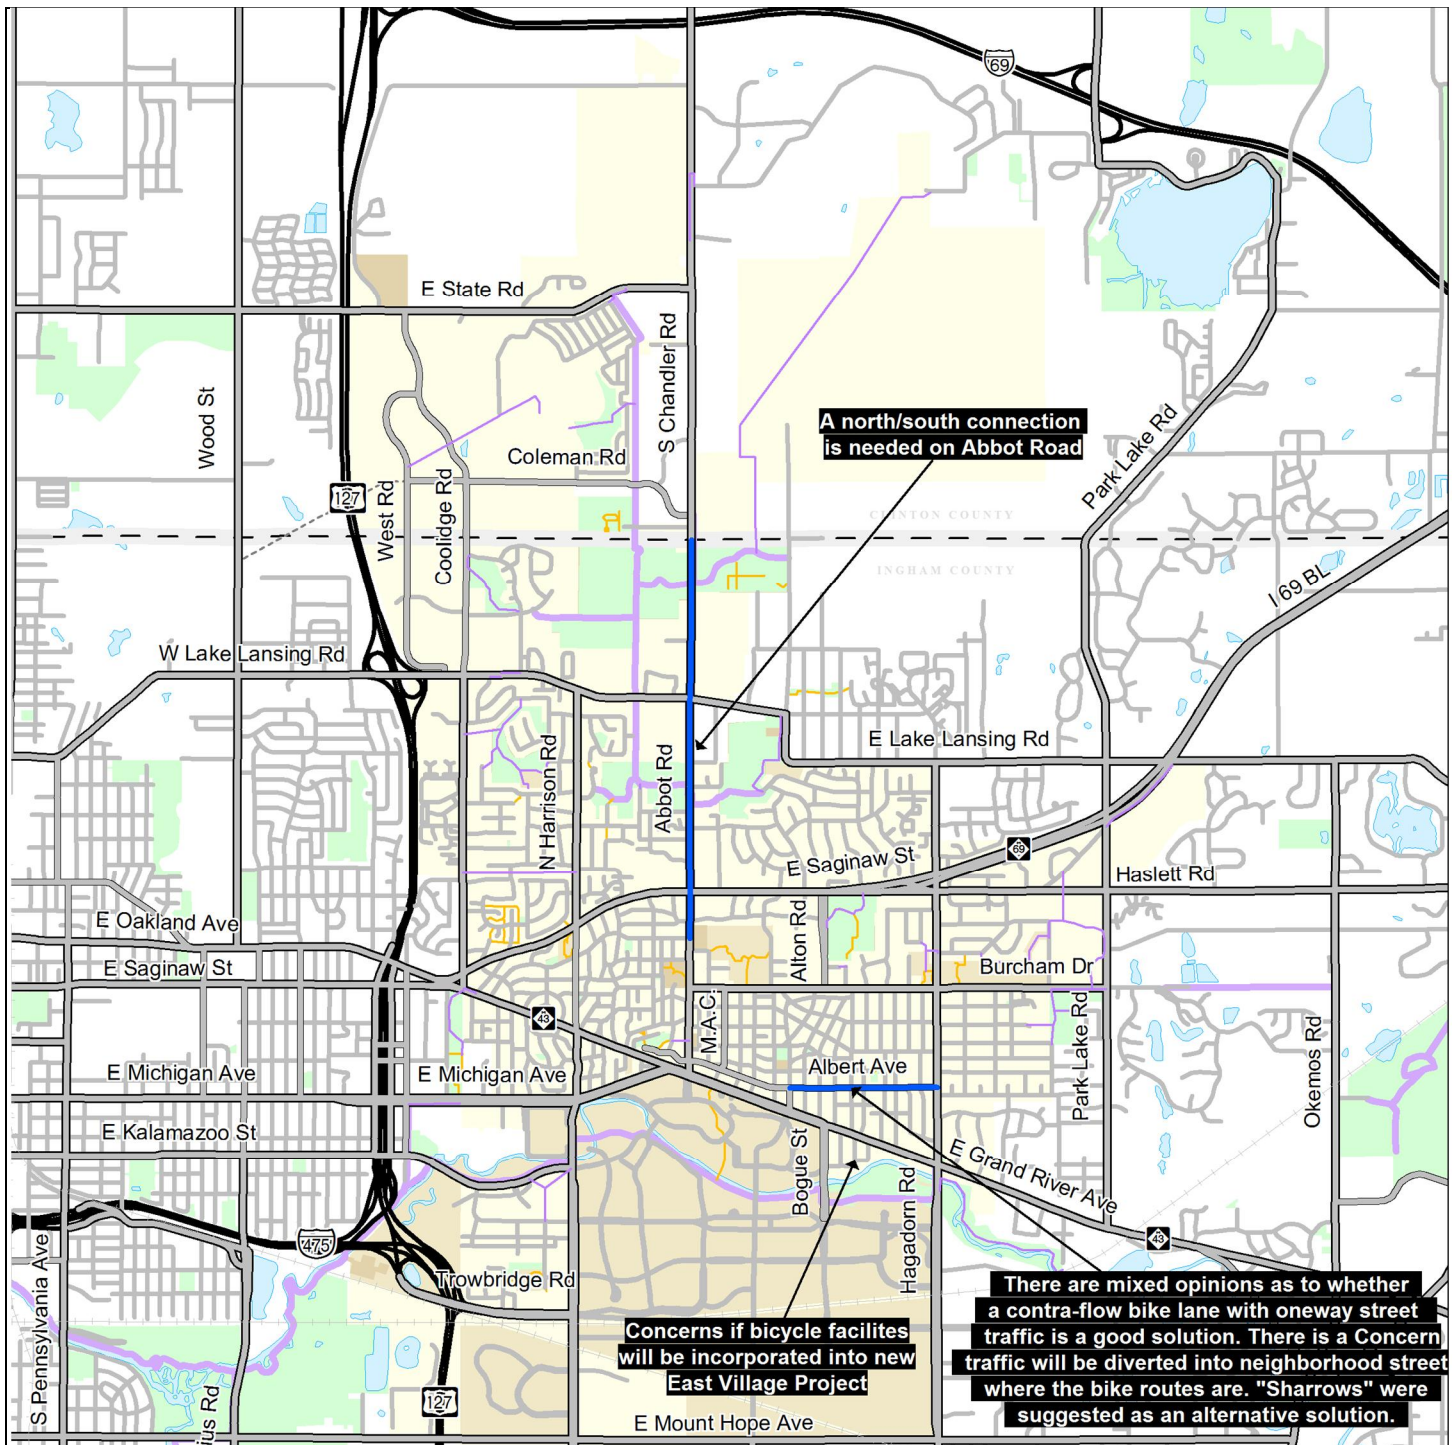 69
E State Rd
S Chandler Rd
Wood St
A north/south connection
is needed on Abbot Road
Park Lake Rd
Coleman Rd
127
West Rd
Coolidge Rd
CLINTON COUNTY
INGHAM COUNTY
I 69 BL
W Lake Lansing Rd
E Lake Lansing Rd
N Harrison Rd
Abbot Rd
E Saginaw St
69
Haslett Rd
E Oakland Ave
Alton Rd
E Saginaw St
Burcham Dr
43
M.A.C.
Park Lake Rd
Okemos Rd
E Michigan Ave
E Michigan Ave
Albert Ave
E Kalamazoo St
Bogue St
Hagadorn Rd
E Grand River Ave
43
475
S Pennsylvania Ave
Trowbridge Rd
There are mixed opinions as to whether
a contra-flow bike lane with oneway street
traffic is a good solution. There is a Concern
traffic will be diverted into neighborhood street
where the bike routes are. "Sharrows" were
suggested as an alternative solution.
Concerns if bicycle facilites
will be incorporated into new
East Village Project
127
ius Rd
E Mount Hope Ave